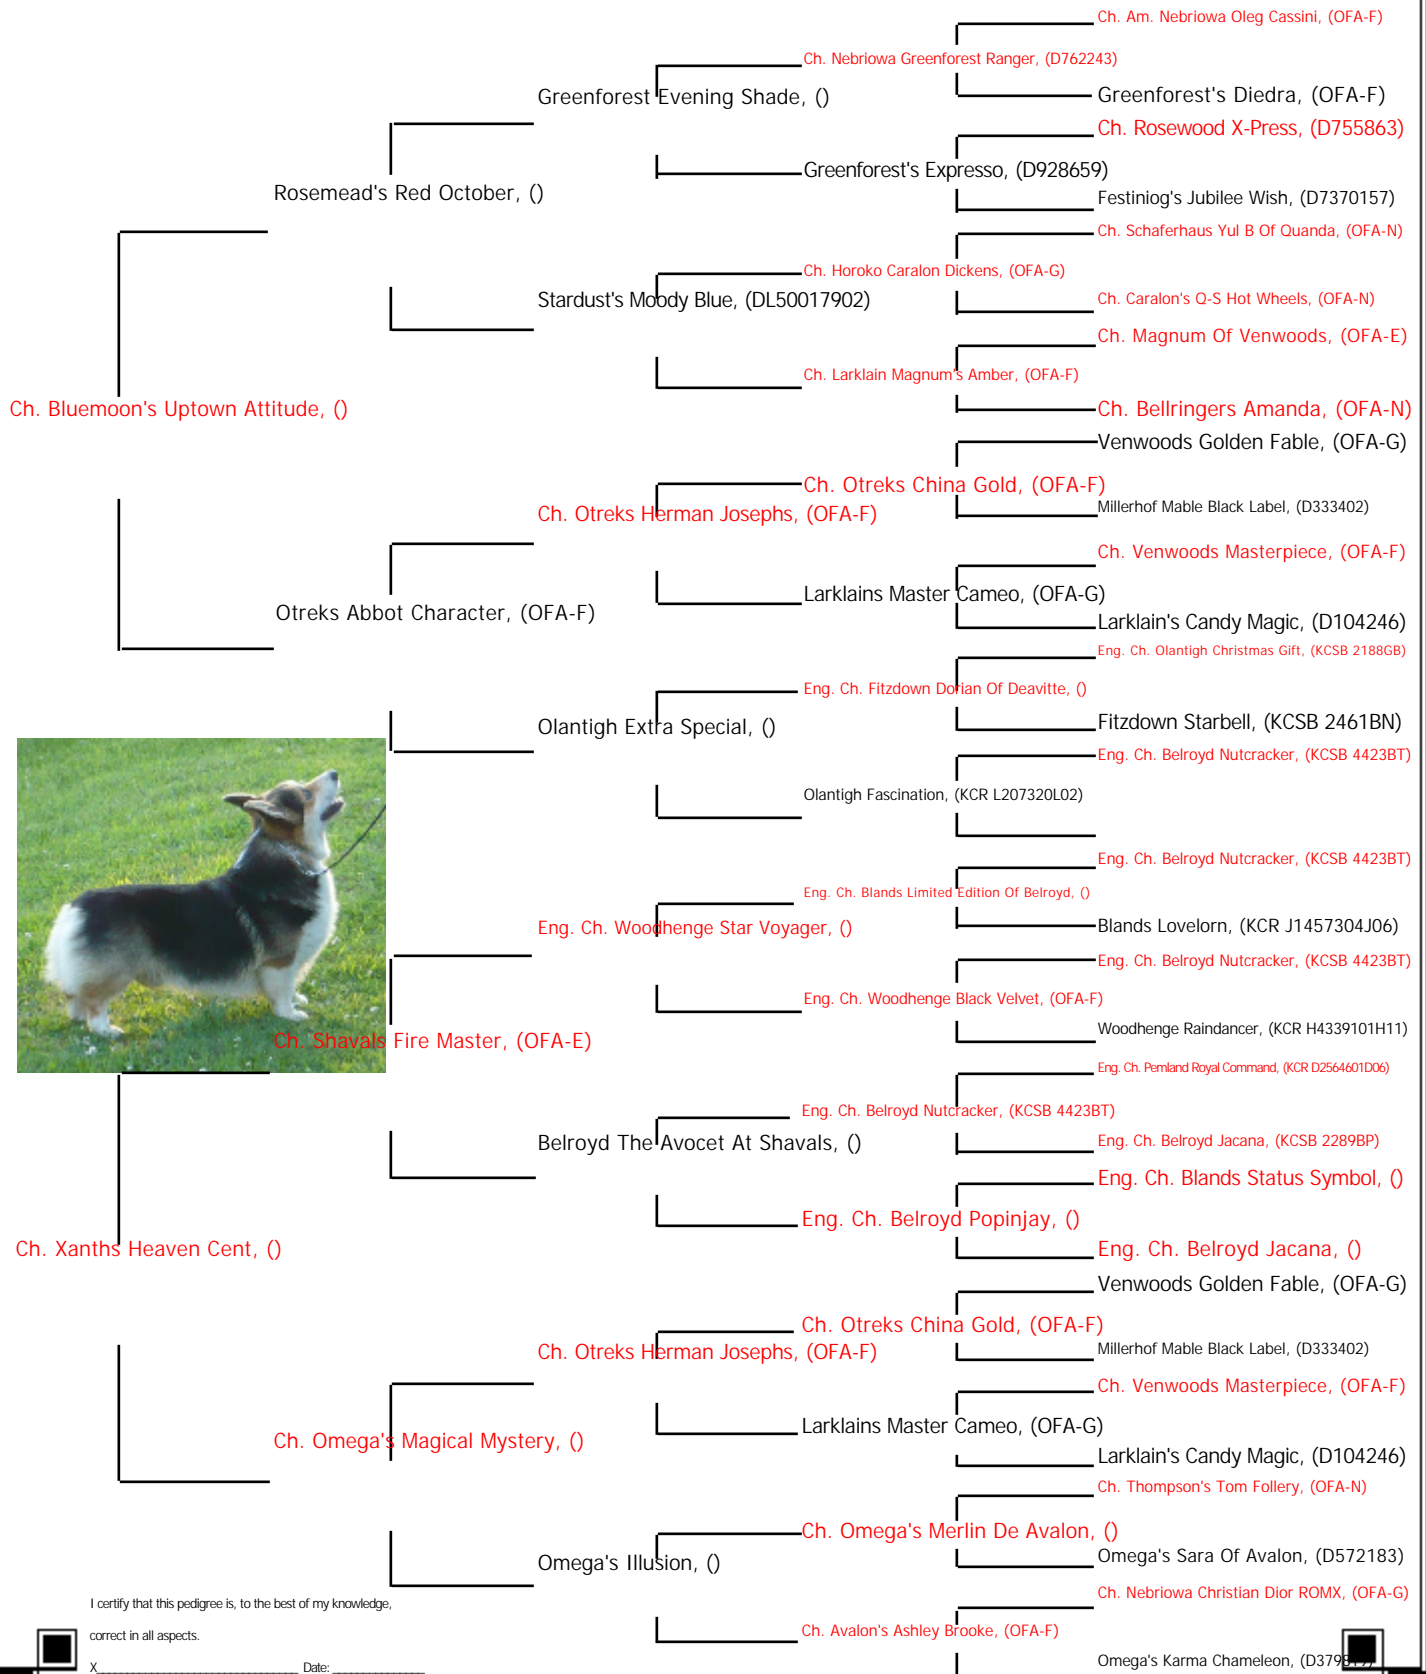 Ch. Am. Nebriowa Oleg Cassini, (OFA-F)
Ch. Nebriowa Greenforest Ranger, (D762243)
Greenforest Evening Shade, ()
Greenforest's Diedra, (OFA-F)
Ch. Rosewood X-Press, (D755863)
Greenforest's Expresso, (D928659)
Rosemead's Red October, ()
Festiniog's Jubilee Wish, (D7370157)
Ch. Schaferhaus Yul B Of Quanda, (OFA-N)
Ch. Horoko Caralon Dickens, (OFA-G)
Stardust's Moody Blue, (DL50017902)
Ch. Caralon's Q-S Hot Wheels, (OFA-N)
Ch. Magnum Of Venwoods, (OFA-E)
Ch. Larklain Magnum's Amber, (OFA-F)
Ch. Bluemoon's Uptown Attitude, ()
Ch. Bellringers Amanda, (OFA-N)
Venwoods Golden Fable, (OFA-G)
Ch. Otreks China Gold, (OFA-F)
Ch. Otreks Herman Josephs, (OFA-F)
Millerhof Mable Black Label, (D333402)
Ch. Venwoods Masterpiece, (OFA-F)
Larklains Master Cameo, (OFA-G)
Otreks Abbot Character, (OFA-F)
Larklain's Candy Magic, (D104246)
Eng. Ch. Olantigh Christmas Gift, (KCSB 2188GB)
Eng. Ch. Fitzdown Dorian Of Deavitte, ()
Olantigh Extra Special, ()
Fitzdown Starbell, (KCSB 2461BN)
Eng. Ch. Belroyd Nutcracker, (KCSB 4423BT)
Olantigh Fascination, (KCR L207320L02)
Eng. Ch. Belroyd Nutcracker, (KCSB 4423BT)
Eng. Ch. Blands Limited Edition Of Belroyd, ()
Eng. Ch. Woodhenge Star Voyager, ()
Blands Lovelorn, (KCR J1457304J06)
Eng. Ch. Belroyd Nutcracker, (KCSB 4423BT)
Eng. Ch. Woodhenge Black Velvet, (OFA-F)
Ch. Shavals Fire Master, (OFA-E)
Woodhenge Raindancer, (KCR H4339101H11)
Eng. Ch. Pemland Royal Command, (KCR D2564601D06)
Eng. Ch. Belroyd Nutcracker, (KCSB 4423BT)
Belroyd The Avocet At Shavals, ()
Eng. Ch. Belroyd Jacana, (KCSB 2289BP)
Eng. Ch. Blands Status Symbol, ()
Eng. Ch. Belroyd Popinjay, ()
Ch. Xanths Heaven Cent, ()
Eng. Ch. Belroyd Jacana, ()
Venwoods Golden Fable, (OFA-G)
Ch. Otreks China Gold, (OFA-F)
Ch. Otreks Herman Josephs, (OFA-F)
Millerhof Mable Black Label, (D333402)
Ch. Venwoods Masterpiece, (OFA-F)
Larklains Master Cameo, (OFA-G)
Ch. Omega's Magical Mystery, ()
Larklain's Candy Magic, (D104246)
Ch. Thompson's Tom Follery, (OFA-N)
Ch. Omega's Merlin De Avalon, ()
Omega's Illusion, ()
Omega's Sara Of Avalon, (D572183)
Ch. Nebriowa Christian Dior ROMX, (OFA-G)
Ch. Avalon's Ashley Brooke, (OFA-F)
Omega's Karma Chameleon,
I certify that this pedigree is, to the best of my knowledge,
correct in all aspects.
X__________________________ Date: ____________